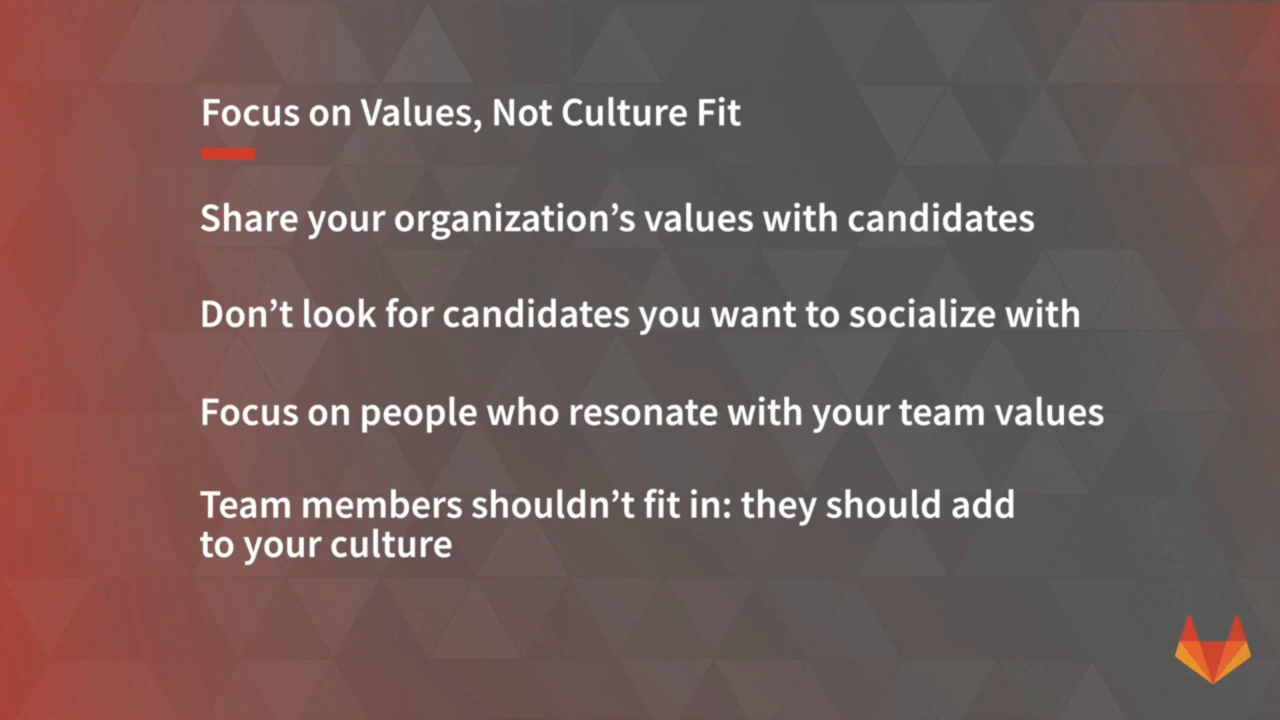 Focus on Values, Not Culture Fit
Share your organization’s values with candidates
Don’t look for candidates you want to socialize with
Focus on people who resonate with your team values
Team members shouldn’t fit in: they should add
to your culture